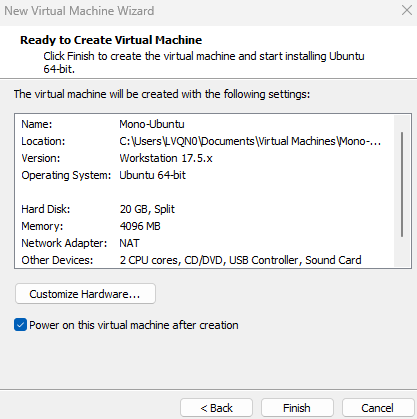 New Virtual Machine Wizard
Ready to Create Virtual Machine
Click Finish to create the virtual machine and start installing Ubuntu
64-bit.
The virtual machine will be created with the following settings:
Name: Mono-Ubuntu
Location: C:\Users\LVQN0\Documents\Virtual Machines\Mono-...
Version: Workstation 17.5.x
Operating System: Ubuntu 64-bit
Hard Disk: 20 GB, Split
Memory: 4096 MB
Network Adapter: NAT
Other Devices: 2 CPU cores, CD/DVD, USB Controller, Sound Card
Customize Hardware...
Power on this virtual machine after creation
< Back Finish Cancel